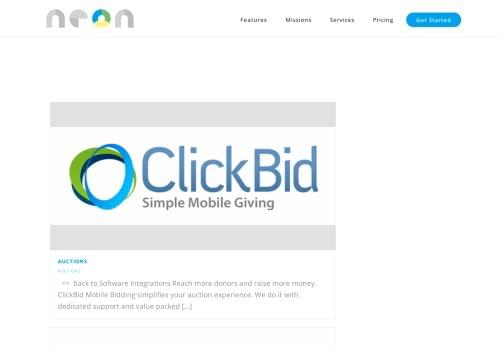 neon
Features
Missions
Services
Pricing
Get Started
ClickBid
Simple Mobile Giving
AUCTIONS
AUCTIONS
<< back to Software Integrations Reach more donors and raise more money.
ClickBid Mobile Bidding simplifies your auction experience. We do it with
dedicated support and value-packed [...]